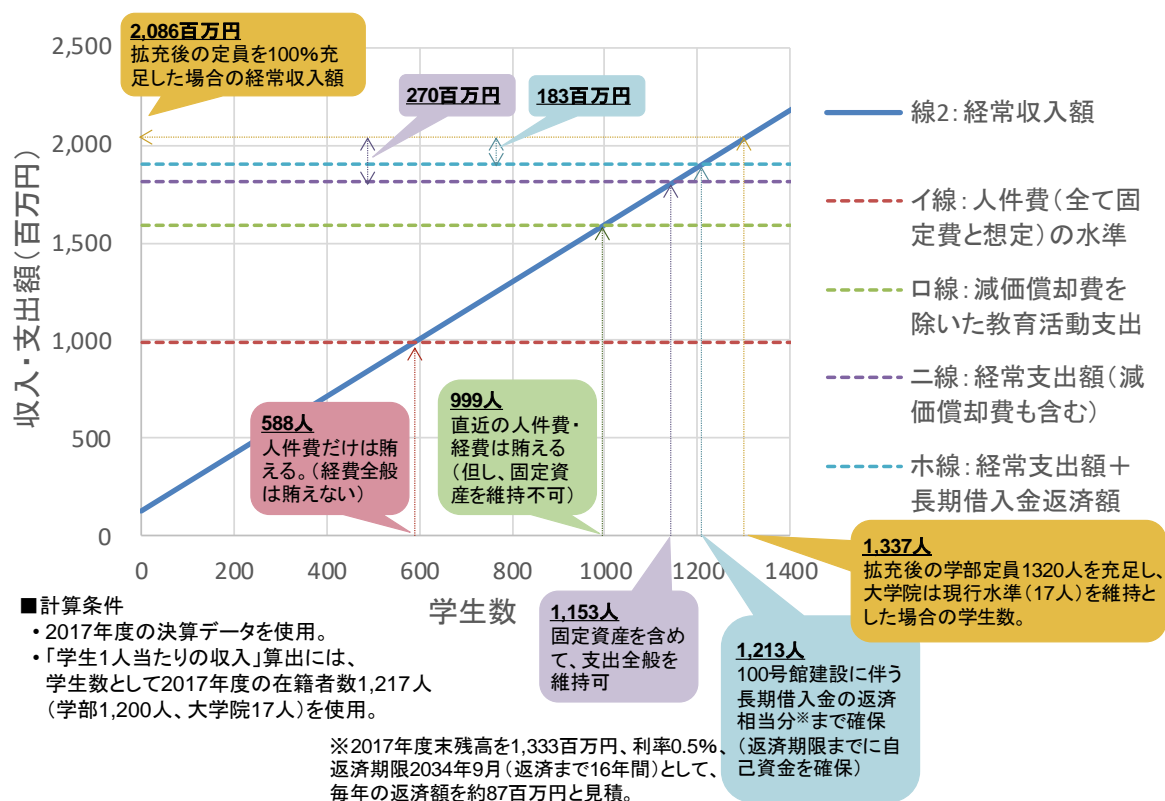 2,086百万円
拡充後の定員を100%充
足した場合の経常収入額
270百万円
183百万円
収入・支出額(百万円)
2,500
2,000
1,500
1,000
500
0
0
200
400
600
800
1000
1200
1400
学生数
線2:経常収入額
イ線:人件費(全て固
定費と想定)の水準
ロ線:減価償却費を
除いた教育活動支出
ニ線:経常支出額(減
価償却費も含む)
ホ線:経常支出額+
長期借入金返済額
588人
人件費だけは賄
える。(経費全般
は賄えない)
999人
直近の人件費・
経費は賄える
(但し、固定資
産を維持不可)
1,153人
固定資産を含め
て、支出全般を
維持可
1,213人
100号館建設に伴う
長期借入金の返済
相当分※まで確保
(返済期限までに自
己資金を確保)
1,337人
拡充後の学部定員1320人を充足し、
大学院は現行水準(17人)を維持と
した場合の学生数。
■計算条件
・2017年度の決算データを使用。
・「学生1人当たりの収入」算出には、
学生数として2017年度の在籍者数1,217人
(学部1,200人、大学院17人)を使用。
※2017年度末残高を1,333百万円、利率0.5%、
返済期限2034年9月(返済まで16年間)として、
毎年の返済額を約87百万円と見積。